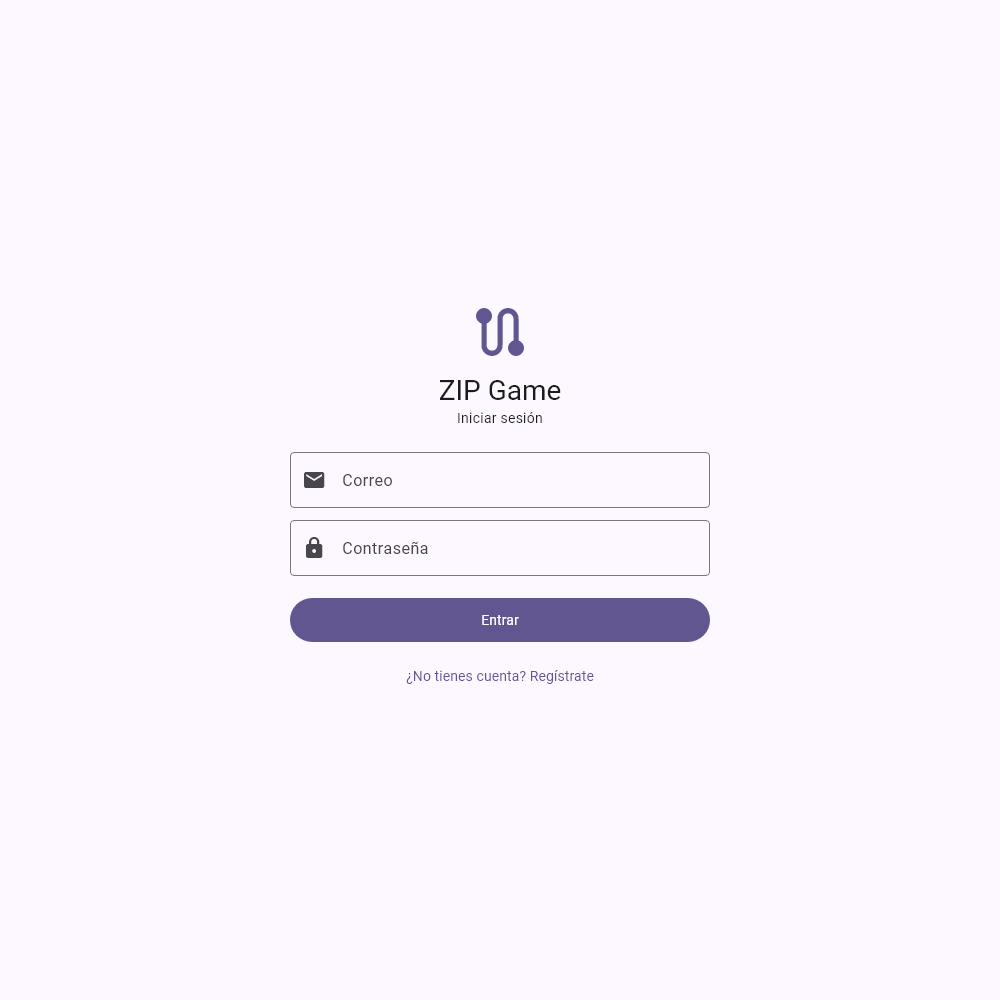 ZIP Game
Iniciar sesión
Correo
Contraseña
Entrar
¿No tienes cuenta? Regístrate